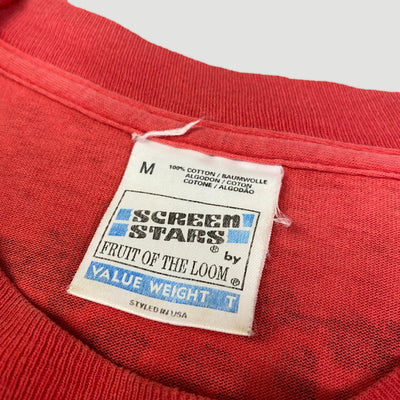 M
100% COTTON / BAUMWOLLE
ALGODON / COTON
COTONE / ALGODÃO
SCREEN
STARS
® by
FRUIT OF THE LOOM®
VALUE WEIGHT T
STYLED IN USA